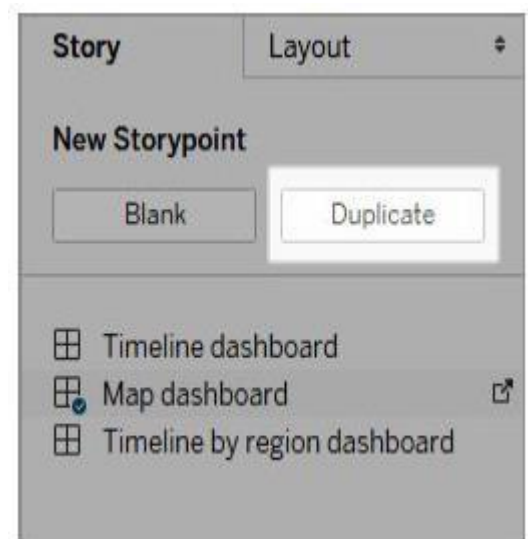 Story Layout
New Storypoint
Blank Duplicate
Timeline dashboard
Map dashboard
Timeline by region dashboard